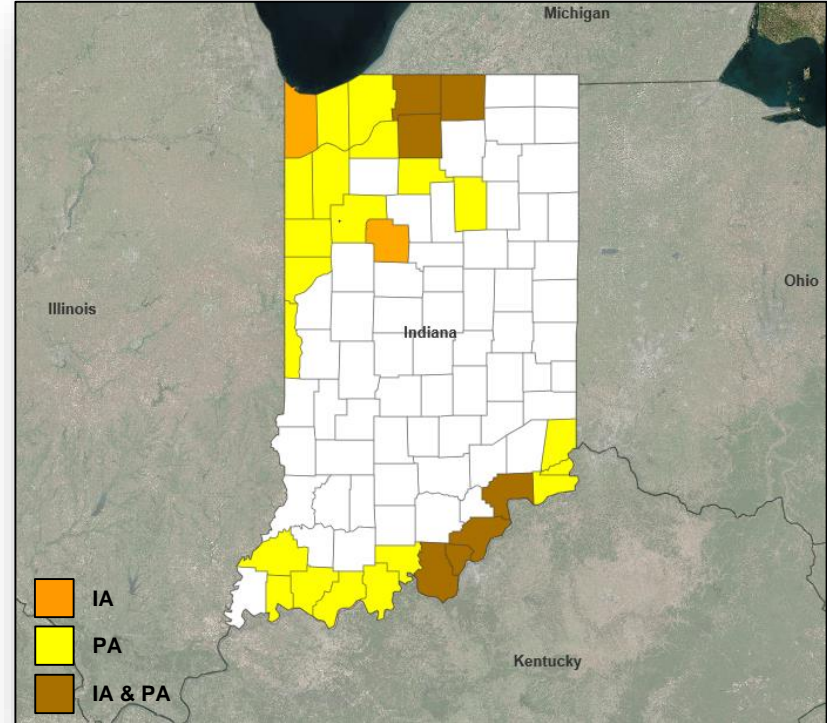 Michigan
Ohio
Illinois
Indiana
Kentucky
IA
PA
IA & PA